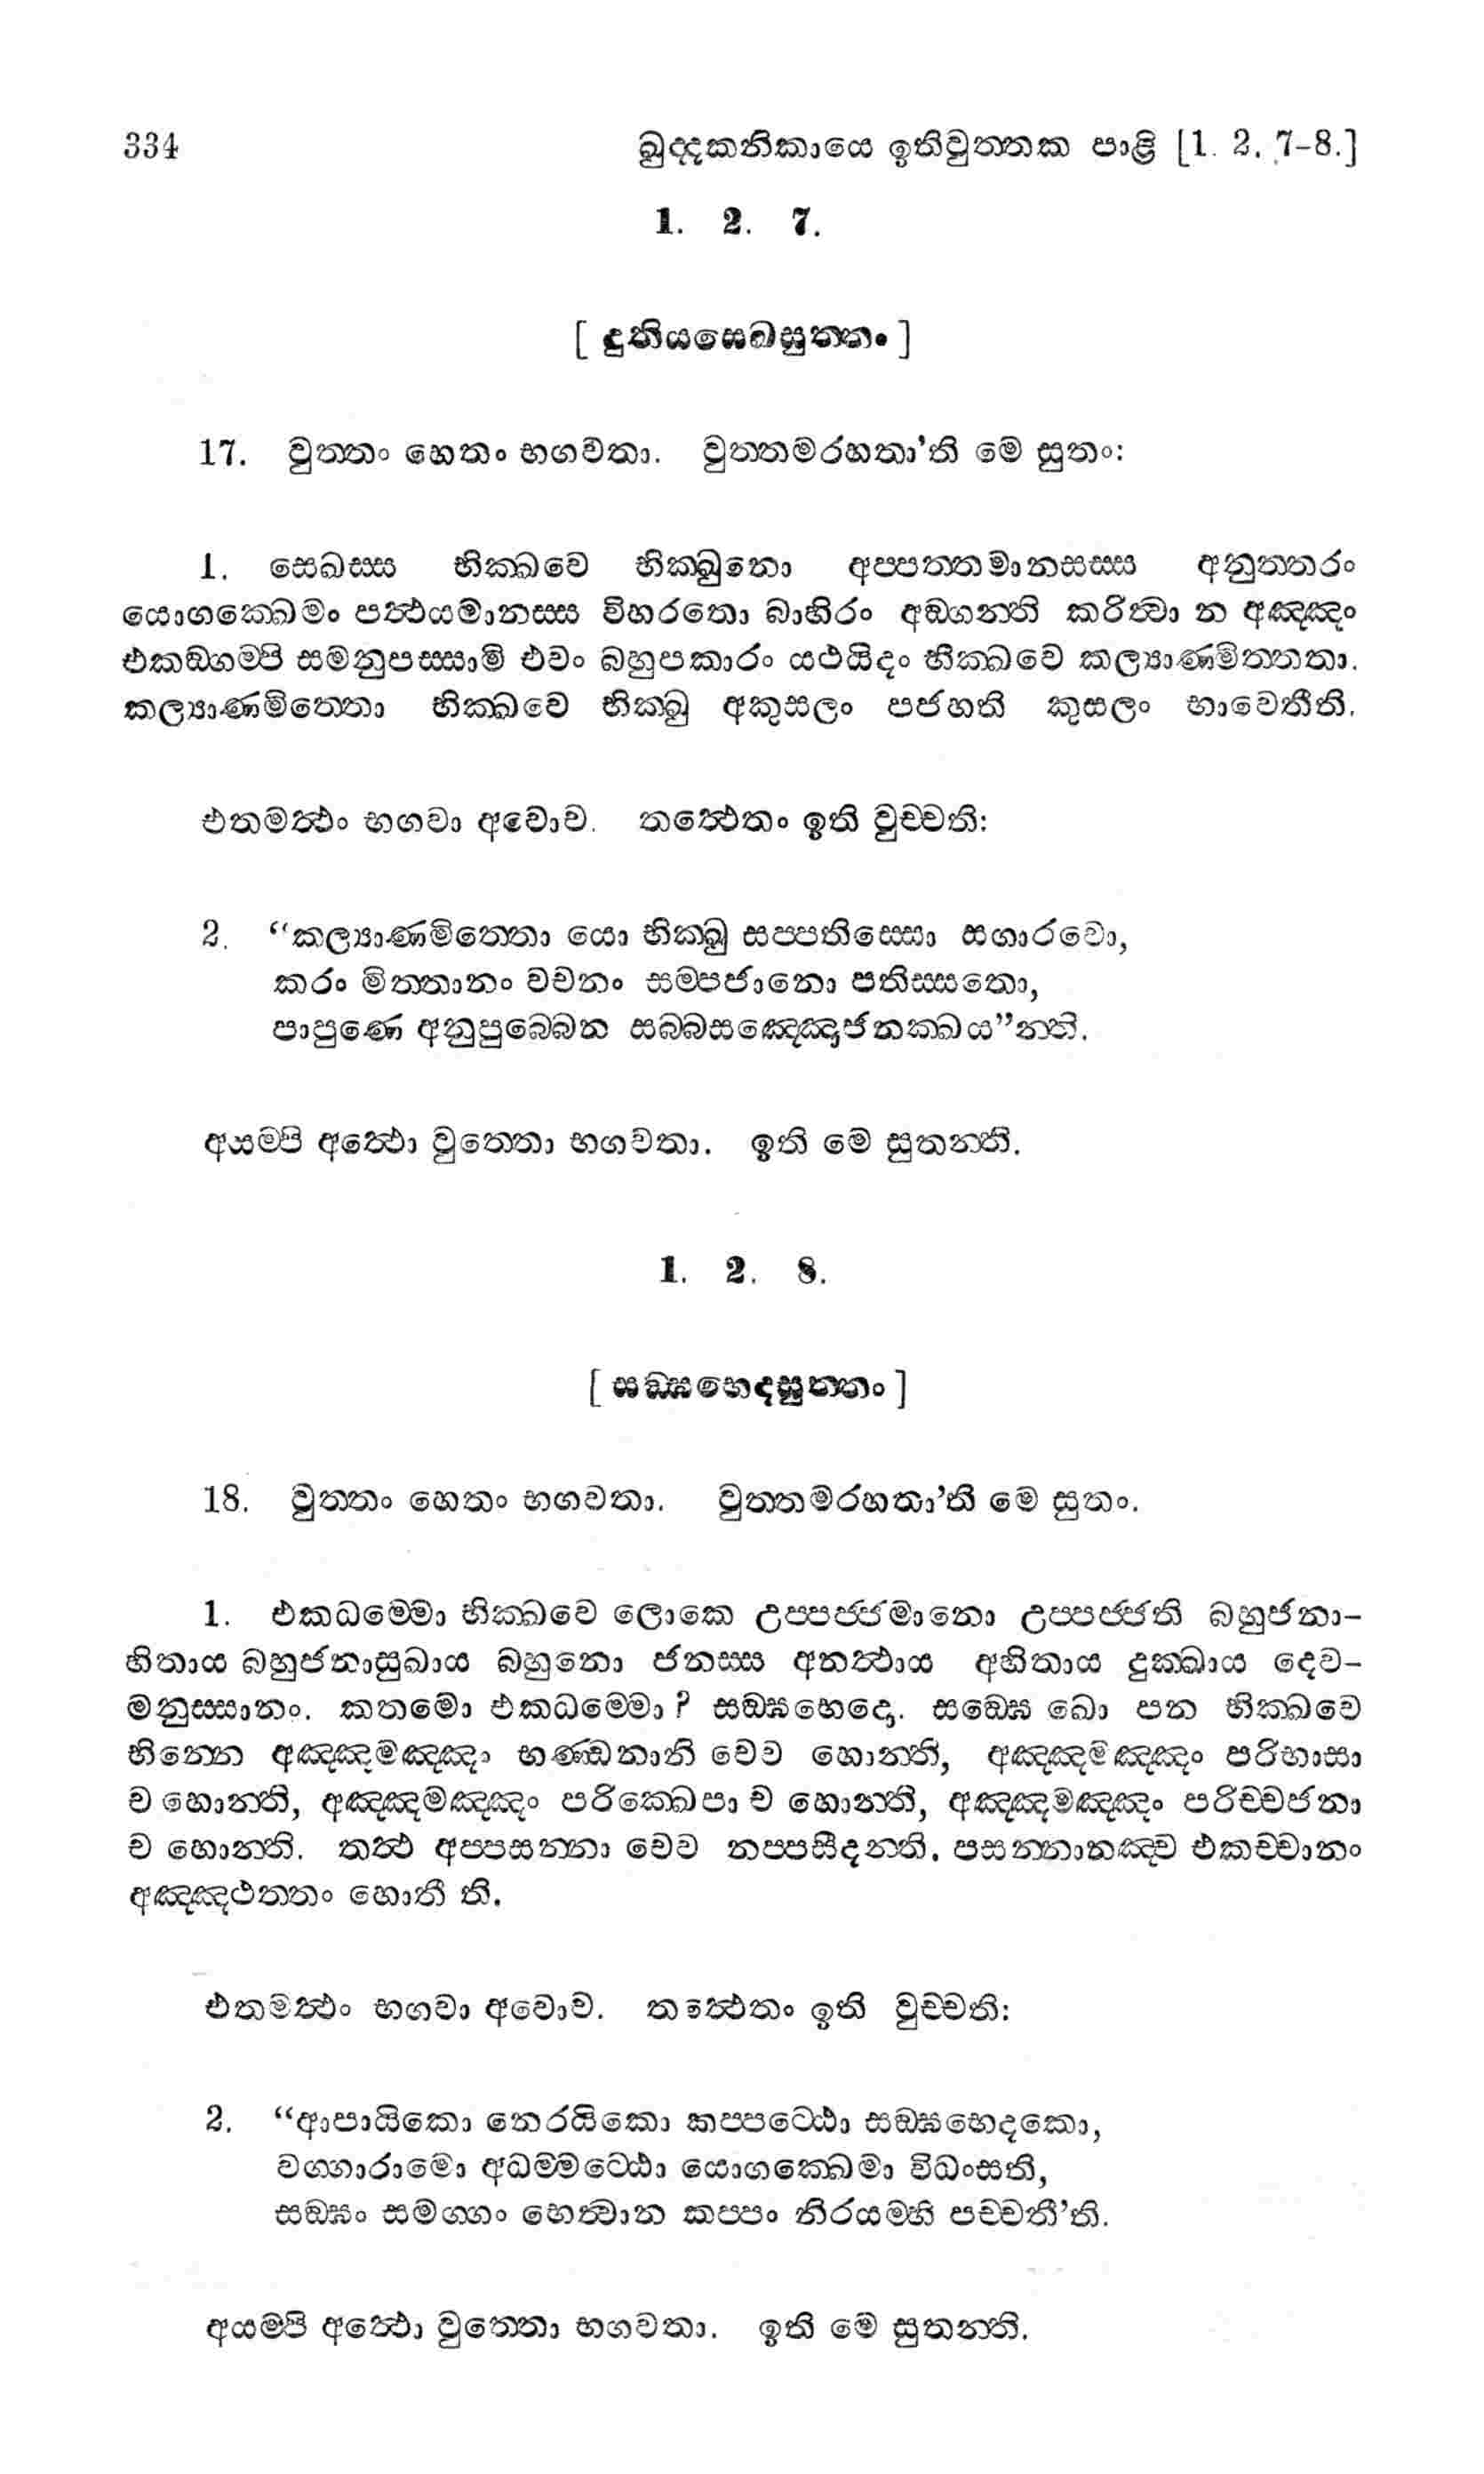 334 ඛුද්දකනිකායෙ ඉතිවුත්තක පාළි [1. 2. 7-8.]
1. 2. 7.
[ දුතියසෙඛසුත්තං ]
17. වුත්තං හෙතං භගවතා. වුත්තමරහතා’ති මෙ සුතං:
1. සෙඛස්ස භික්ඛවෙ භික්ඛුනො අප්පත්තමානසස්ස අනුත්තරං
යොගක්ඛෙමං පත්ථයමානස්ස විහරතො බාහිරං අඞ්ගන්ති කරිත්වා න අඤ්ඤං
එකඞ්ගම්පි සමනුපස්සාමි එවං බහුපකාරං යථයිදං භික්ඛවෙ කල්‍යාණමිත්තතා.
කල්‍යාණමිත්තො භික්ඛවෙ භික්ඛු අකුසලං පජහති කුසලං භාවෙතීති.
එතමත්ථං භගවා අවොච. තත්ථෙතං ඉති වුච්චති:
2. “කල්‍යාණමිත්තො යො භික්ඛු සප්පතිස්සො සගාරවො,
කරං මිත්තානං වචනං සම්පජානො පතිස්සතො,
පාපුණෙ අනුපුබ්බෙන සබ්බසඤ්ඤොජනක්ඛය”න්ති.
අයම්පි අත්ථො වුත්තො භගවතා. ඉති මෙ සුතන්ති.
1. 2. 8.
[ සඞ්ඝභෙදසුත්තං ]
18. වුත්තං හෙතං භගවතා. වුත්තමරහතා’ති මෙ සුතං.
1. එකධම්මො භික්ඛවෙ ලොකෙ උප්පජ්ජමානො උප්පජ්ජති බහුජනා-
හිතාය බහුජනාසුඛාය බහුනො ජනස්ස අනත්ථාය අහිතාය දුක්ඛාය දෙව-
මනුස්සානං. කතමො එකධම්මො ? සඞ්ඝභෙදො. සඞ්ඝෙ ඛො පන භික්ඛවෙ
භින්නෙ අඤ්ඤමඤ්ඤං භණ්ඩනානි චෙව හොන්ති, අඤ්ඤමඤ්ඤං පරිභාසා
ච හොන්ති, අඤ්ඤමඤ්ඤං පරික්ඛෙපා ච හොන්ති, අඤ්ඤමඤ්ඤං පරිච්චජනා
ච හොන්ති. තත්ථ අප්පසන්නා චෙව නප්පසීදන්ති. පසන්නානඤ්ච එකච්චානං
අඤ්ඤථත්තං හොතී ති.
එතමත්ථං භගවා අවොච. තත්ථෙතං ඉති වුච්චති:
2. “ආපායිකො නෙරයිකො කප්පට්ඨො සඞ්ඝභෙදකො,
වග්ගාරාමො අධම්මට්ඨො යොගක්ඛෙමා විධංසති,
සඞ්ඝං සමග්ගං භෙත්වාන කප්පං නිරයම්හි පච්චතී’ති.
අයම්පි අත්ථො වුත්තො භගවතා. ඉති මෙ සුතන්ති.